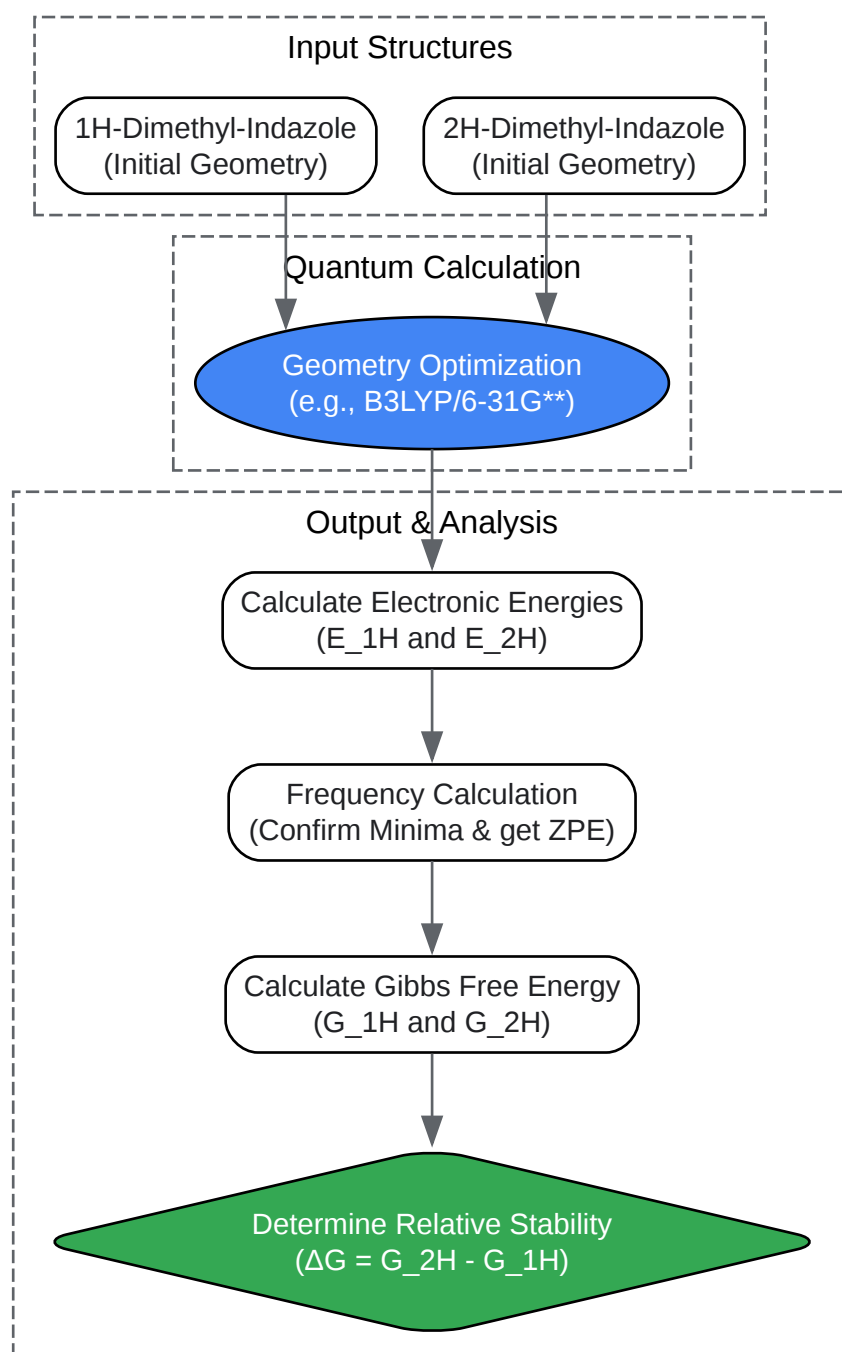 Input Structures
1H-Dimethyl-Indazole
(Initial Geometry)
2H-Dimethyl-Indazole
(Initial Geometry)
Quantum Calculation
Geometry Optimization
(e.g., B3LYP/6-31G**)
Output & Analysis
Calculate Electronic Energies
(E_1H and E_2H)
Frequency Calculation
(Confirm Minima & get ZPE)
Calculate Gibbs Free Energy
(G_1H and G_2H)
Determine Relative Stability
(ΔG = G_2H - G_1H)